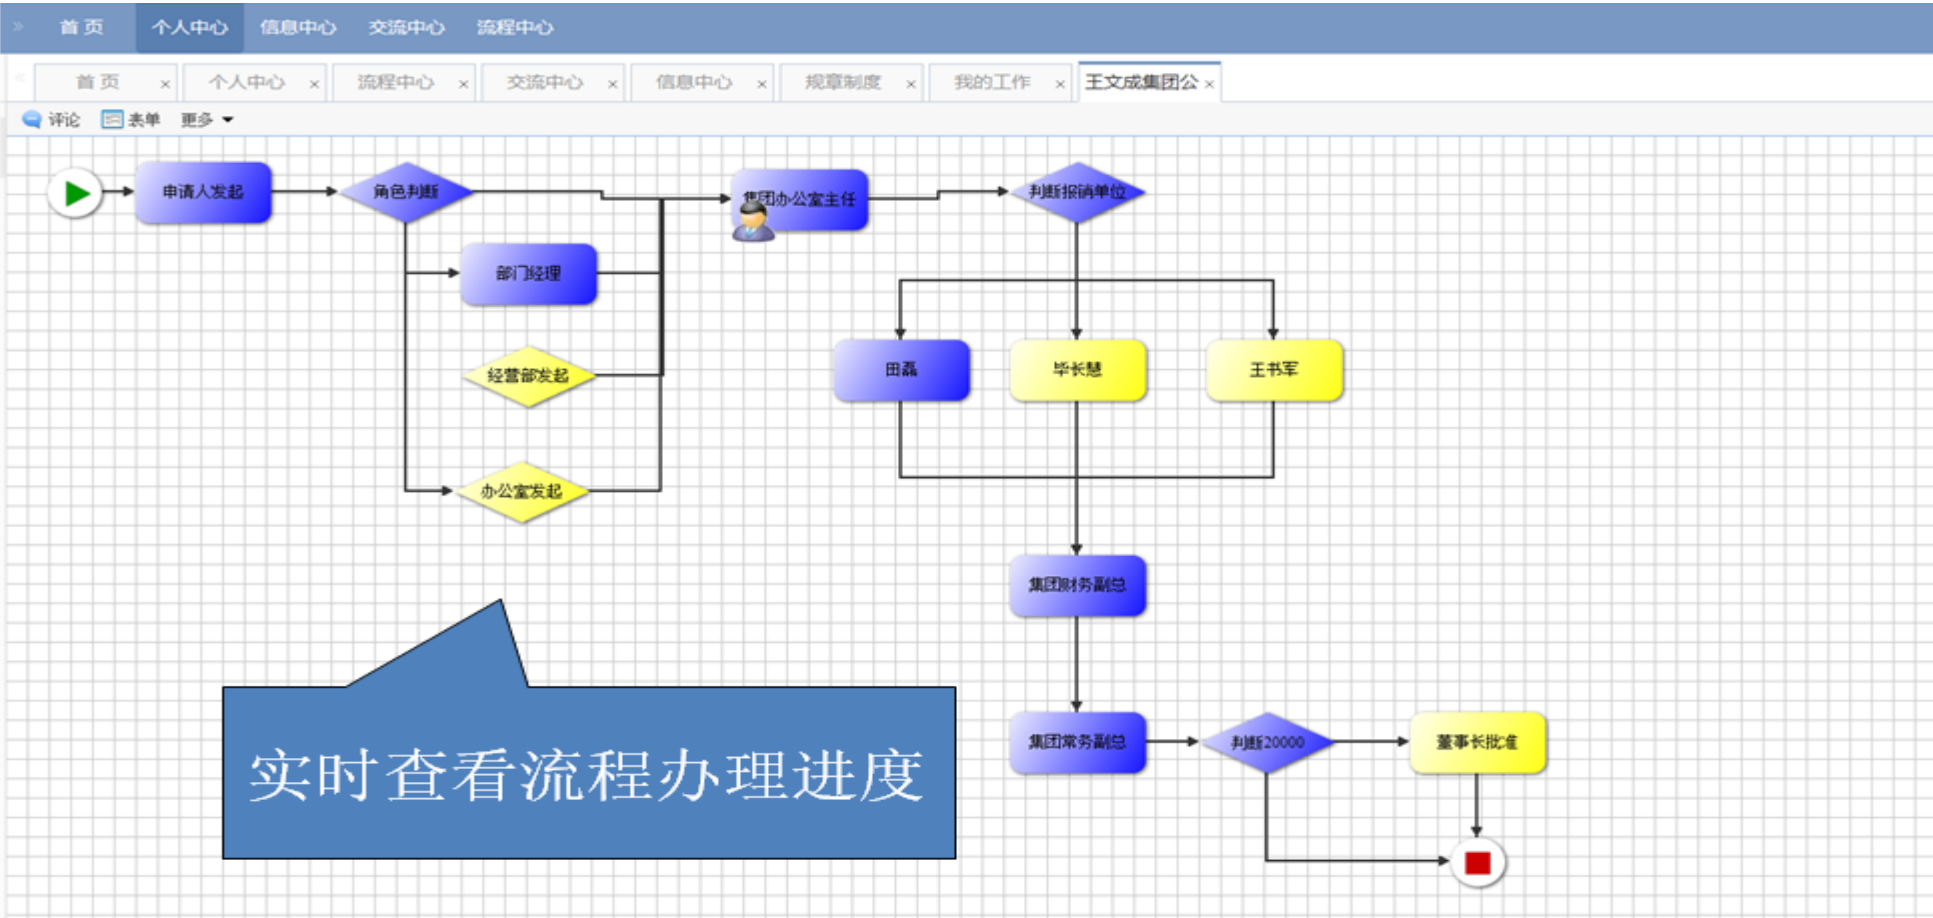 首页 个人中心 信息中心 交流中心 流程中心
首页 个人中心 流程中心 交流中心 信息中心 规章制度 我的工作 王文成集团公
评论 表单 更多
申请人发起
角色判断
集团办公室主任
判断报销单位
部门经理
经营部发起
办公室发起
田磊
毕长慧
王书军
集团财务副总
集团常务副总
判断20000
董事长批准
实时查看流程办理进度